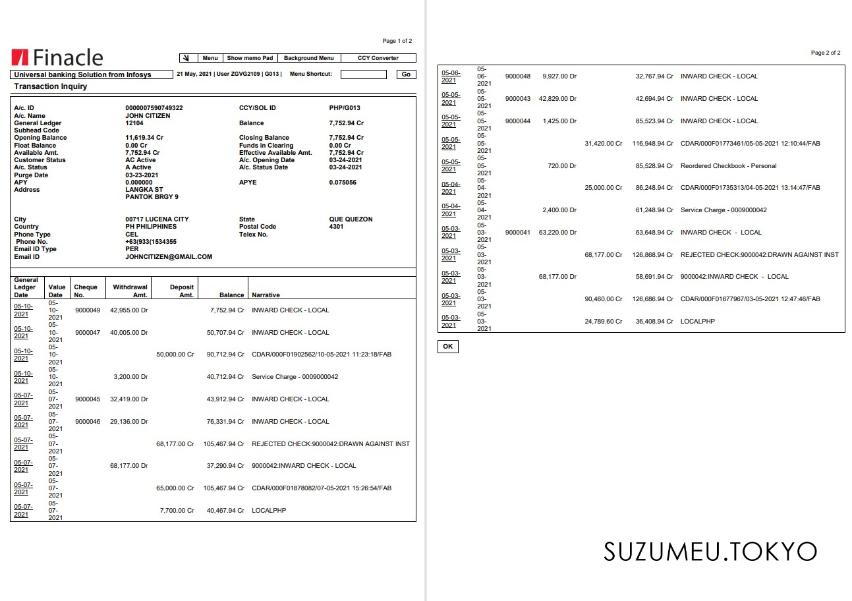 Page 1 of 2
Finacle
Menu Show memo Pad Background Menu CCY Converter
Universal banking Solution from Infosys 21 May, 2021 | User ZGVG2109 | G013 | Menu Shortcut: Go
Transaction Inquiry
A/c. ID 0000007590749322 CCY/SOL ID PHP/G013
A/c. Name JOHN CITIZEN
General Ledger 12104 Balance 7,752.94 Cr
Subhead Code
Opening Balance 11,619.34 Cr Closing Balance 7,752.94 Cr
Float Balance 0.00 Cr Funds in Clearing 0.00 Cr
Available Amt. 7,752.94 Cr Effective Available Amt. 7,752.94 Cr
Customer Status AC Active A/c. Opening Date 03-24-2021
A/c. Status A Active A/c. Status Date 03-24-2021
Purge Date 03-23-2021
APY 0.000000 APYE 0.075056
Address LANGKA ST
PANTOK BRGY 9
City 00717 LUCENA CITY State QUE QUEZON
Country PH PHILIPHINES Postal Code 4301
Phone Type CEL Telex No.
Phone No. +63(933(1534355
Email ID Type PER
Email ID JOHNCITIZEN@GMAIL.COM
General Ledger Date Value Date Cheque No. Withdrawal Amt. Deposit Amt. Balance Narrative
05-10-2021 05-10-2021 9000049 42,955.00 Dr 7,752.94 Cr INWARD CHECK - LOCAL
05-10-2021 05-10-2021 9000047 40,005.00 Dr 50,707.94 Cr INWARD CHECK - LOCAL
05-10-2021 05-10-2021 50,000.00 Cr 90,712.94 Cr CDAR/000F01902562/10-05-2021 11:23:18/FAB
05-10-2021 05-10-2021 3,200.00 Dr 40,712.94 Cr Service Charge - 0009000042
05-07-2021 05-07-2021 9000045 32,419.00 Dr 43,912.94 Cr INWARD CHECK - LOCAL
05-07-2021 05-07-2021 9000046 29,136.00 Dr 76,331.94 Cr INWARD CHECK - LOCAL
05-07-2021 05-07-2021 68,177.00 Cr 105,467.94 Cr REJECTED CHECK:9000042:DRAWN AGAINST INST
05-07-2021 05-07-2021 68,177.00 Dr 37,290.94 Cr 9000042:INWARD CHECK - LOCAL
05-07-2021 05-07-2021 65,000.00 Cr 105,467.94 Cr CDAR/000F01878082/07-05-2021 15:26:54/FAB
05-07-2021 05-07-2021 7,700.00 Cr 40,467.94 Cr LOCALPHP
Page 2 of 2
05-06-2021 05-06-2021 9000048 9,927.00 Dr 32,767.94 Cr INWARD CHECK - LOCAL
05-05-2021 05-05-2021 9000043 42,829.00 Dr 42,694.94 Cr INWARD CHECK - LOCAL
05-05-2021 05-05-2021 9000044 1,425.00 Dr 85,523.94 Cr INWARD CHECK - LOCAL
05-05-2021 05-05-2021 31,420.00 Cr 116,948.94 Cr CDAR/000F01773461/05-05-2021 12:10:44/FAB
05-05-2021 05-05-2021 720.00 Dr 85,528.94 Cr Reordered Checkbook - Personal
05-04-2021 05-04-2021 25,000.00 Cr 86,248.94 Cr CDAR/000F01735313/04-05-2021 13:14:47/FAB
05-04-2021 05-04-2021 2,400.00 Dr 61,248.94 Cr Service Charge - 0009000042
05-03-2021 05-03-2021 9000041 63,220.00 Dr 63,648.94 Cr INWARD CHECK - LOCAL
05-03-2021 05-03-2021 68,177.00 Cr 126,868.94 Cr REJECTED CHECK:9000042:DRAWN AGAINST INST
05-03-2021 05-03-2021 68,177.00 Dr 58,691.94 Cr 9000042:INWARD CHECK - LOCAL
05-03-2021 05-03-2021 90,460.00 Cr 126,686.94 Cr CDAR/000F01677967/03-05-2021 12:47:46/FAB
05-03-2021 05-03-2021 24,789.60 Cr 36,408.94 Cr LOCALPHP
OK
SUZUMEU.TOKYO